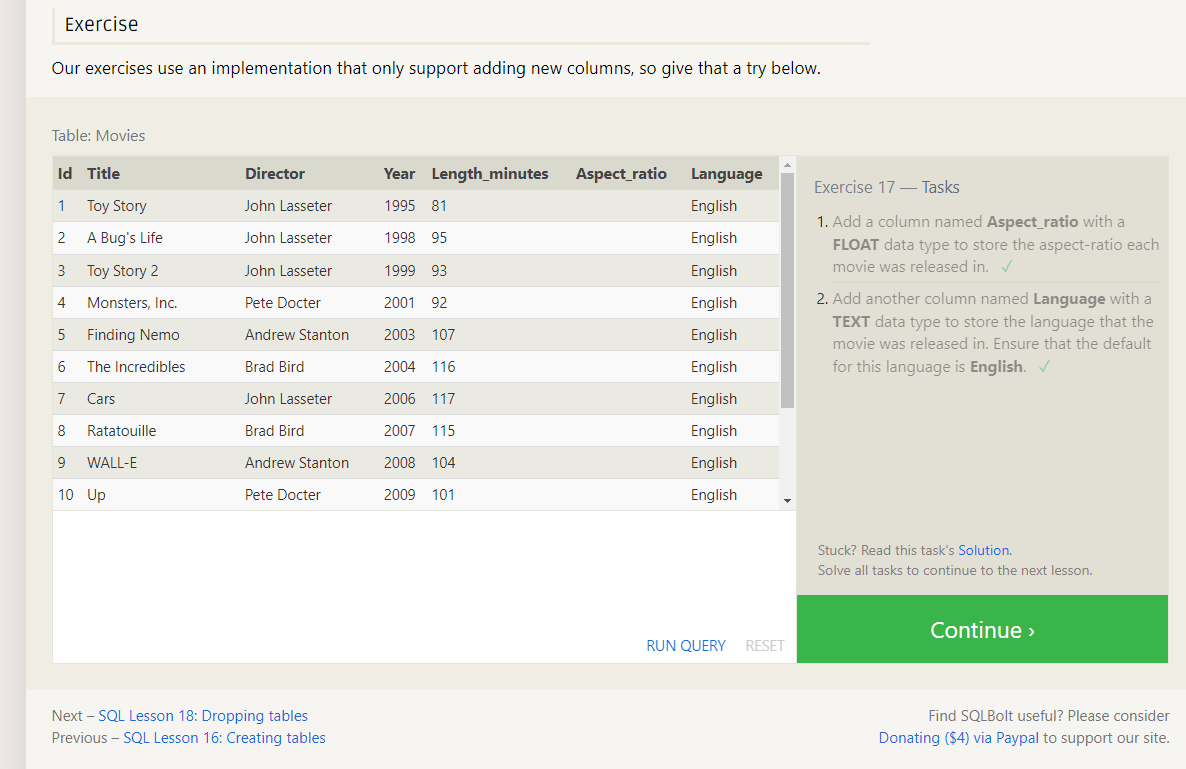 Exercise
Our exercises use an implementation that only support adding new columns, so give that a try below.
Table: Movies
Id Title Director Year Length_minutes Aspect_ratio Language
1 Toy Story John Lasseter 1995 81 English
2 A Bug's Life John Lasseter 1998 95 English
3 Toy Story 2 John Lasseter 1999 93 English
4 Monsters, Inc. Pete Docter 2001 92 English
5 Finding Nemo Andrew Stanton 2003 107 English
6 The Incredibles Brad Bird 2004 116 English
7 Cars John Lasseter 2006 117 English
8 Ratatouille Brad Bird 2007 115 English
9 WALL-E Andrew Stanton 2008 104 English
10 Up Pete Docter 2009 101 English
RUN QUERY RESET
Exercise 17 — Tasks
1. Add a column named Aspect_ratio with a
FLOAT data type to store the aspect-ratio each
movie was released in. ✓
2. Add another column named Language with a
TEXT data type to store the language that the
movie was released in. Ensure that the default
for this language is English. ✓
Stuck? Read this task's Solution.
Solve all tasks to continue to the next lesson.
Continue ›
Next – SQL Lesson 18: Dropping tables
Previous – SQL Lesson 16: Creating tables
Find SQLBolt useful? Please consider
Donating ($4) via Paypal to support our site.